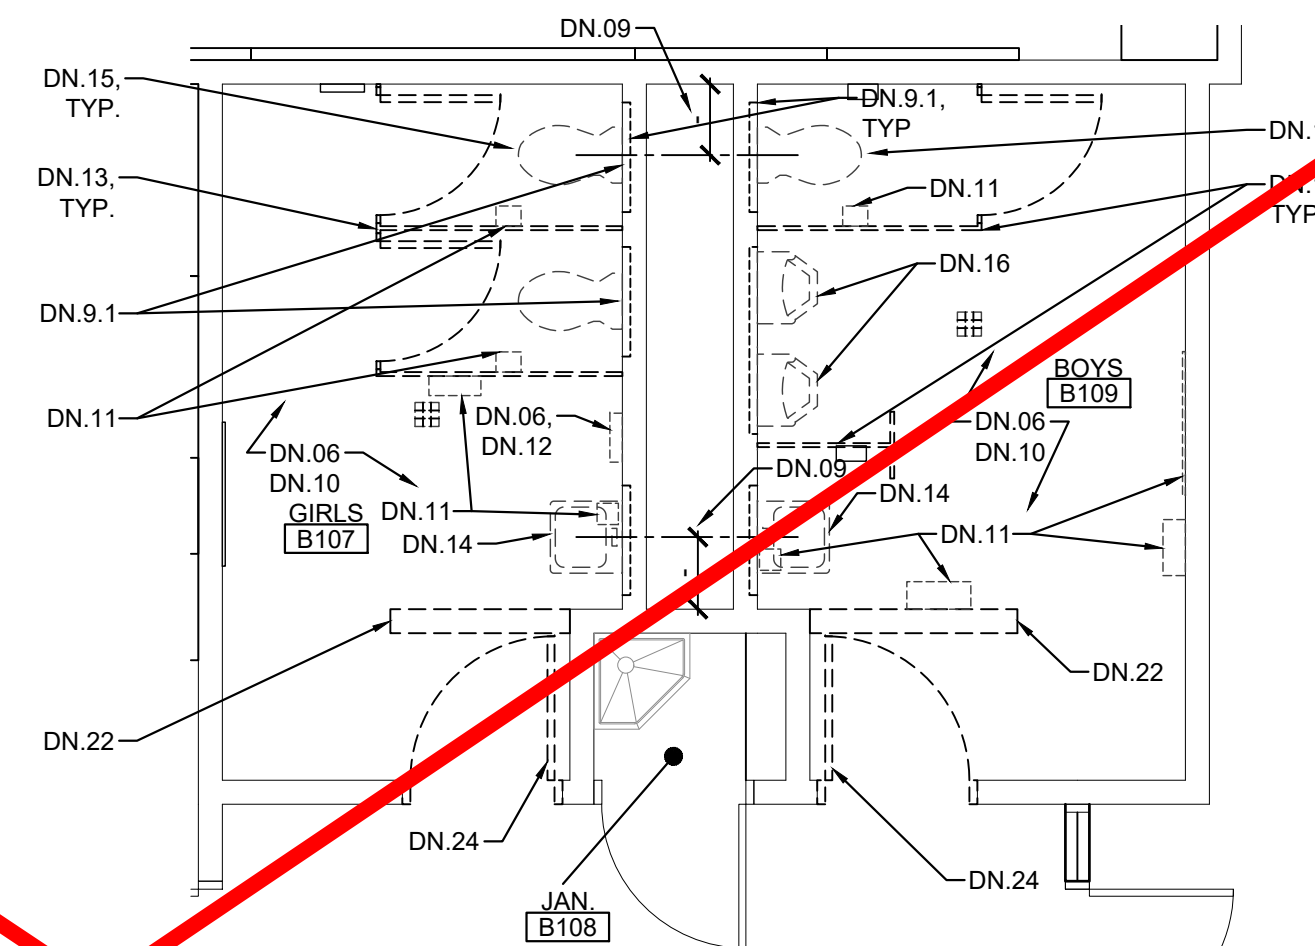 DN.09
DN.15,
TYP.
DN.9.1,
TYP
DN.13,
TYP.
DN.11
TYP
DN.16
DN.9.1
BOYS
B109
DN.11
DN.06,
DN.12
DN.06
DN.10
DN.06
DN.10
DN.09
DN.14
GIRLS
B107
DN.11
DN.14
DN.11
DN.22
DN.22
DN.24
DN.24
JAN.
B108